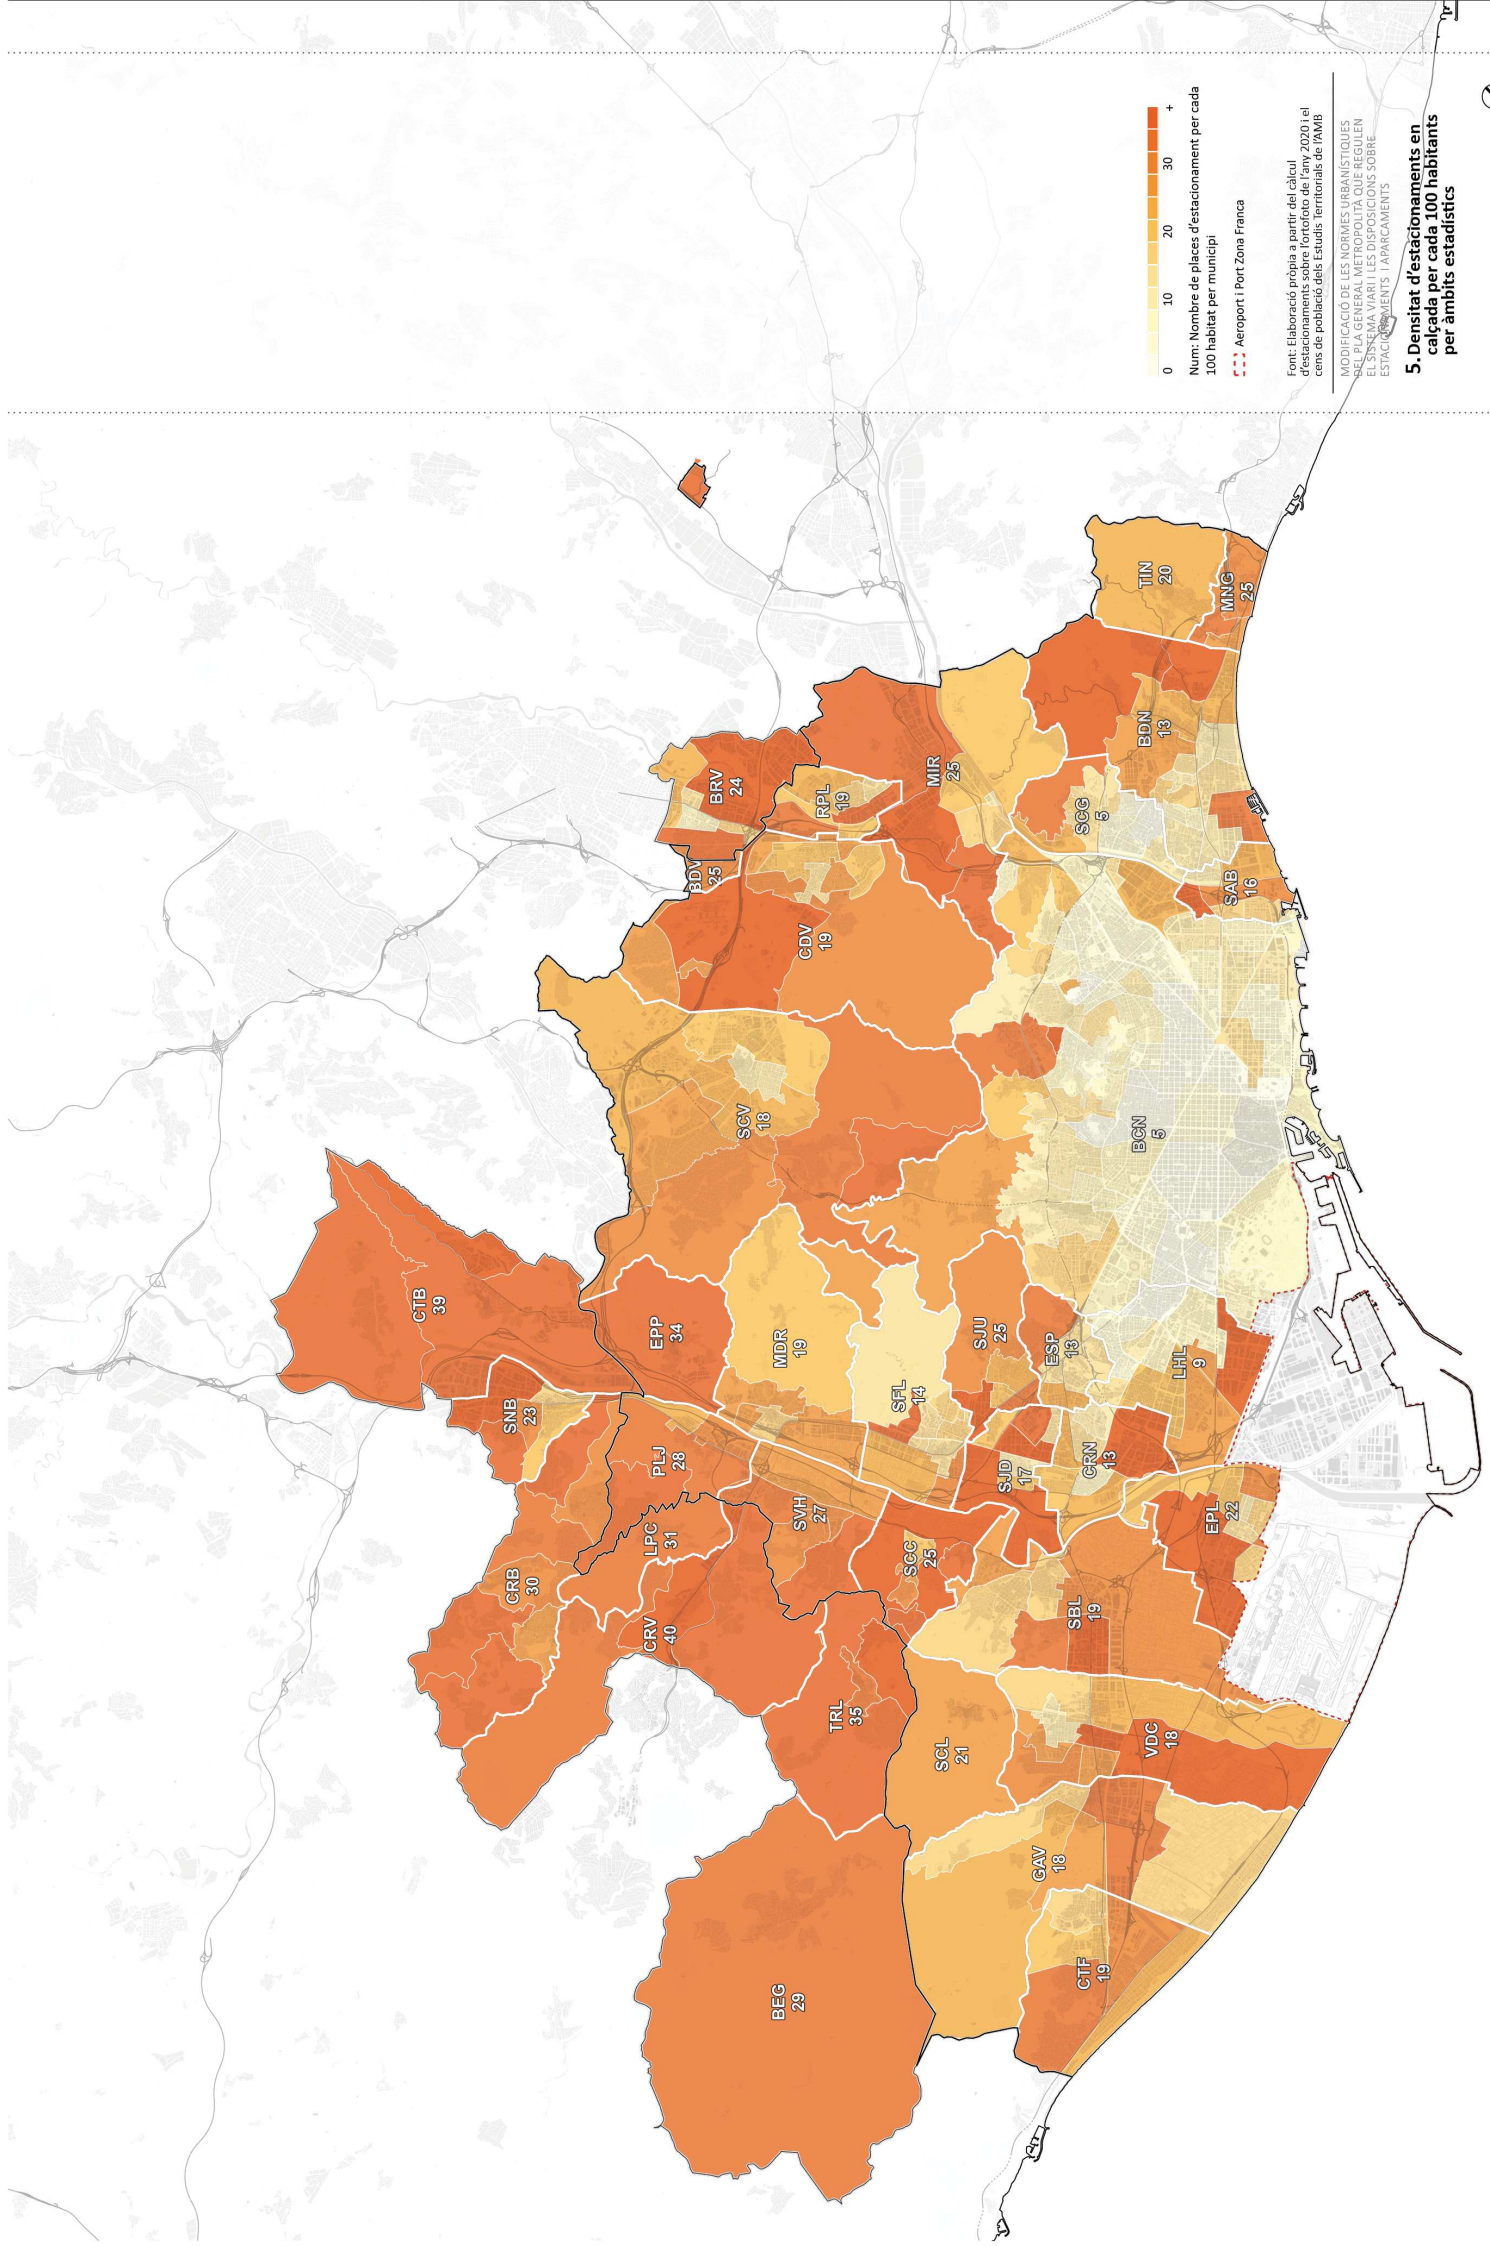 CTB
39
SNB
23
EPP
34
PLJ
28
LPC
31
CRB
30
CRV
40
TRL
35
BEG
29
BRV
24
BDV
25
RPL
19
CDV
19
SCV
18
MIR
25
MDR
19
SVH
27
SFL
14
SCC
25
SJU
25
ESP
13
SJD
17
CRN
13
LHL
9
EPL
22
SBL
19
SCL
21
VDC
18
GAV
18
CTF
19
BCN
5
SCG
5
SAB
16
BDN
13
TIN
20
MNG
25
0 10 20 30 +
Num: Nombre de places d'estacionament per cada
100 habitat per municipi
Aeroport i Port Zona Franca
Font: Elaboració pròpia a partir del càlcul
d'estacionaments sobre l'ortofoto de l'any 2020 i el
cens de població dels Estudis Territorials de l'AMB
MODIFICACIÓ DE LES NORMES URBANÍSTIQUES
DEL PLA GENERAL METROPOLITÀ QUE REGULEN
EL SISTEMA VIARI I LES DISPOSICIONS SOBRE
ESTACIONAMENTS I APARCAMENTS
5. Densitat d'estacionaments en
calçada per cada 100 habitants
per àmbits estadístics